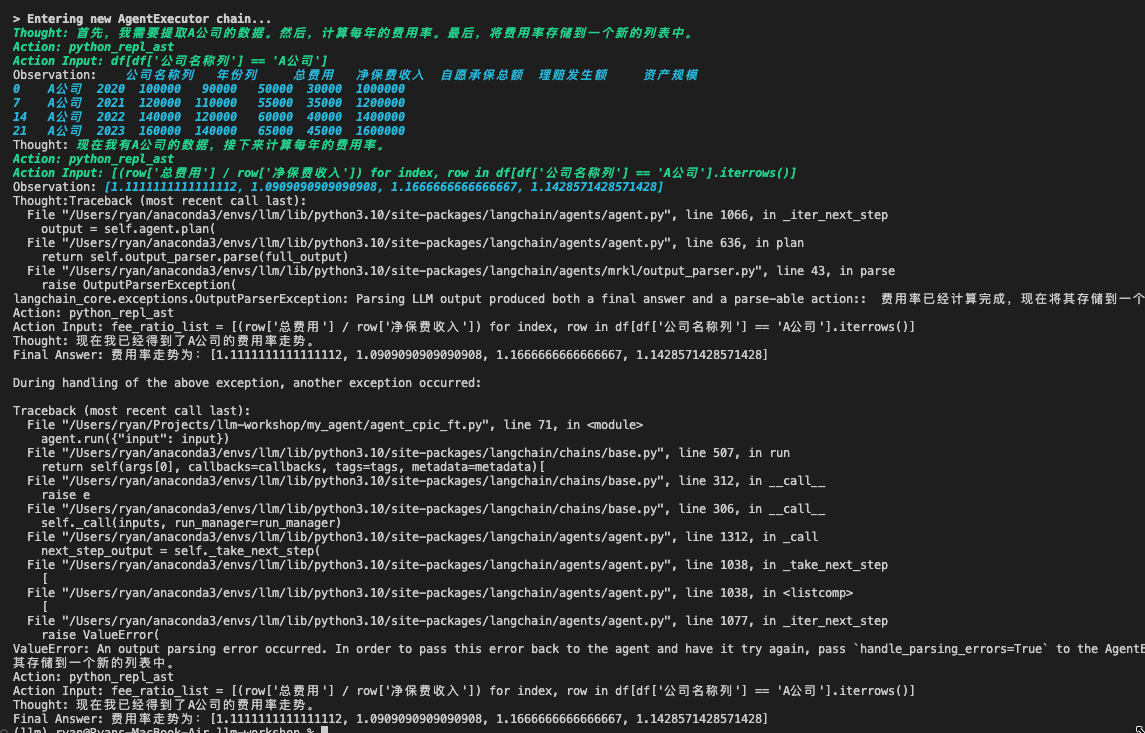 > Entering new AgentExecutor chain...
Thought: 首先，我需要提取A公司的数据。然后，计算每年的费用率。最后，将费用率存储到一个新的列表中。
Action: python_repl_ast
Action Input: df[df['公司名称列'] == 'A公司']
Observation:    公司名称列   年份列     总费用   净保费收入  自愿承保总额  理赔发生额     资产规模
0    A公司  2020  100000   90000   50000  30000  1000000
7    A公司  2021  120000  110000   55000  35000  1200000
14   A公司  2022  140000  120000   60000  40000  1400000
21   A公司  2023  160000  140000   65000  45000  1600000
Thought: 现在我有A公司的数据，接下来计算每年的费用率。
Action: python_repl_ast
Action Input: [(row['总费用'] / row['净保费收入']) for index, row in df[df['公司名称列'] == 'A公司'].iterrows()]
Observation: [1.1111111111111112, 1.0909090909090908, 1.1666666666666667, 1.1428571428571428]
Thought:Traceback (most recent call last):
  File "/Users/ryan/anaconda3/envs/llm/lib/python3.10/site-packages/langchain/agents/agent.py", line 1066, in _iter_next_step
    output = self.agent.plan(
  File "/Users/ryan/anaconda3/envs/llm/lib/python3.10/site-packages/langchain/agents/agent.py", line 636, in plan
    return self.output_parser.parse(full_output)
  File "/Users/ryan/anaconda3/envs/llm/lib/python3.10/site-packages/langchain/agents/mrkl/output_parser.py", line 43, in parse
    raise OutputParserException(
langchain_core.exceptions.OutputParserException: Parsing LLM output produced both a final answer and a parse-able action::  费用率已经计算完成，现在将其存储到一个
Action: python_repl_ast
Action Input: fee_ratio_list = [(row['总费用'] / row['净保费收入']) for index, row in df[df['公司名称列'] == 'A公司'].iterrows()]
Thought: 现在我已经得到了A公司的费用率走势。
Final Answer: 费用率走势为：[1.1111111111111112, 1.0909090909090908, 1.1666666666666667, 1.1428571428571428]
During handling of the above exception, another exception occurred:
Traceback (most recent call last):
  File "/Users/ryan/Projects/llm-workshop/my_agent/agent_cpic_ft.py", line 71, in <module>
    agent.run({"input": input})
  File "/Users/ryan/anaconda3/envs/llm/lib/python3.10/site-packages/langchain/chains/base.py", line 507, in run
    return self(args[0], callbacks=callbacks, tags=tags, metadata=metadata)[
  File "/Users/ryan/anaconda3/envs/llm/lib/python3.10/site-packages/langchain/chains/base.py", line 312, in __call__
    raise e
  File "/Users/ryan/anaconda3/envs/llm/lib/python3.10/site-packages/langchain/chains/base.py", line 306, in __call__
    self._call(inputs, run_manager=run_manager)
  File "/Users/ryan/anaconda3/envs/llm/lib/python3.10/site-packages/langchain/agents/agent.py", line 1312, in _call
    next_step_output = self._take_next_step(
  File "/Users/ryan/anaconda3/envs/llm/lib/python3.10/site-packages/langchain/agents/agent.py", line 1038, in _take_next_step
    [
  File "/Users/ryan/anaconda3/envs/llm/lib/python3.10/site-packages/langchain/agents/agent.py", line 1038, in <listcomp>
    [
  File "/Users/ryan/anaconda3/envs/llm/lib/python3.10/site-packages/langchain/agents/agent.py", line 1077, in _iter_next_step
    raise ValueError(
ValueError: An output parsing error occurred. In order to pass this error back to the agent and have it try again, pass `handle_parsing_errors=True` to the AgentE
其存储到一个新的列表中。
Action: python_repl_ast
Action Input: fee_ratio_list = [(row['总费用'] / row['净保费收入']) for index, row in df[df['公司名称列'] == 'A公司'].iterrows()]
Thought: 现在我已经得到了A公司的费用率走势。
Final Answer: 费用率走势为：[1.1111111111111112, 1.0909090909090908, 1.1666666666666667, 1.1428571428571428]
(llm) ryan@Ryans-MacBook-Air llm-workshop %